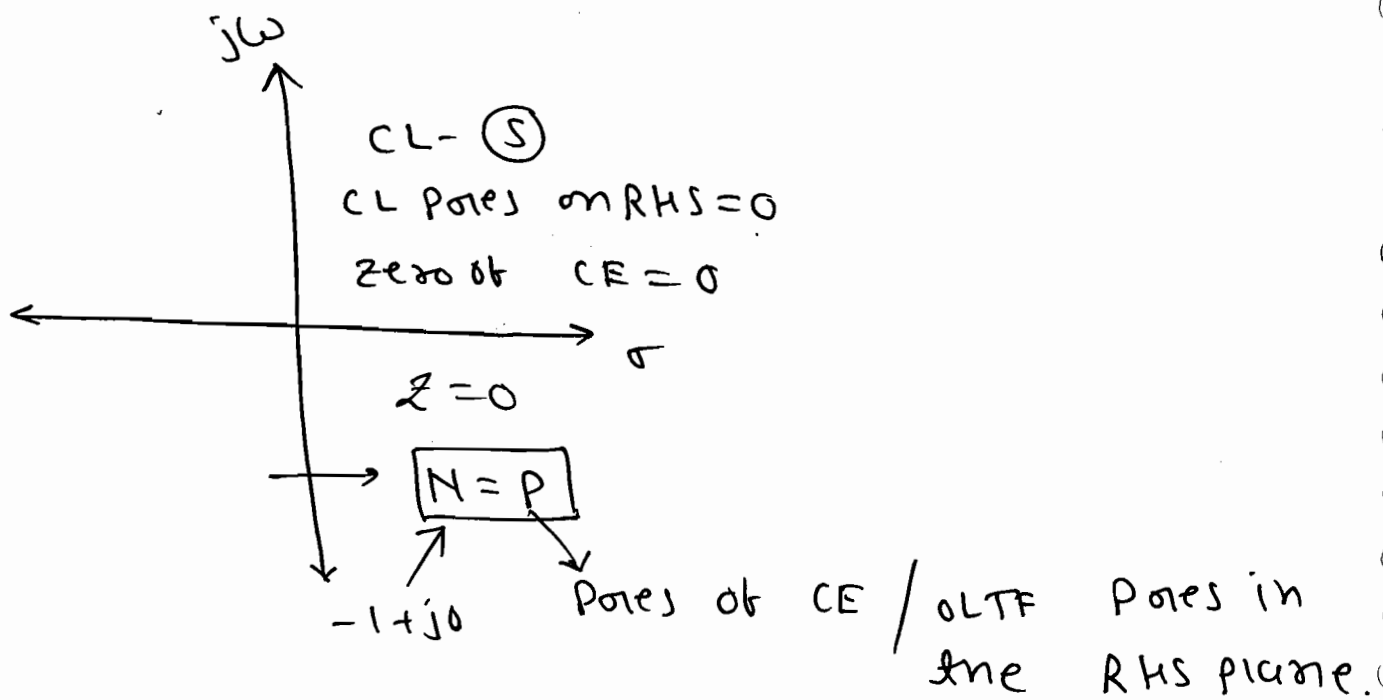 jω
CL- Ⓢ
CL Poles on RHS = 0
Zero of CE = 0
σ
Z = 0
N = P
-1+j0
Poles of CE / OLTF Poles in
the RHS plane.